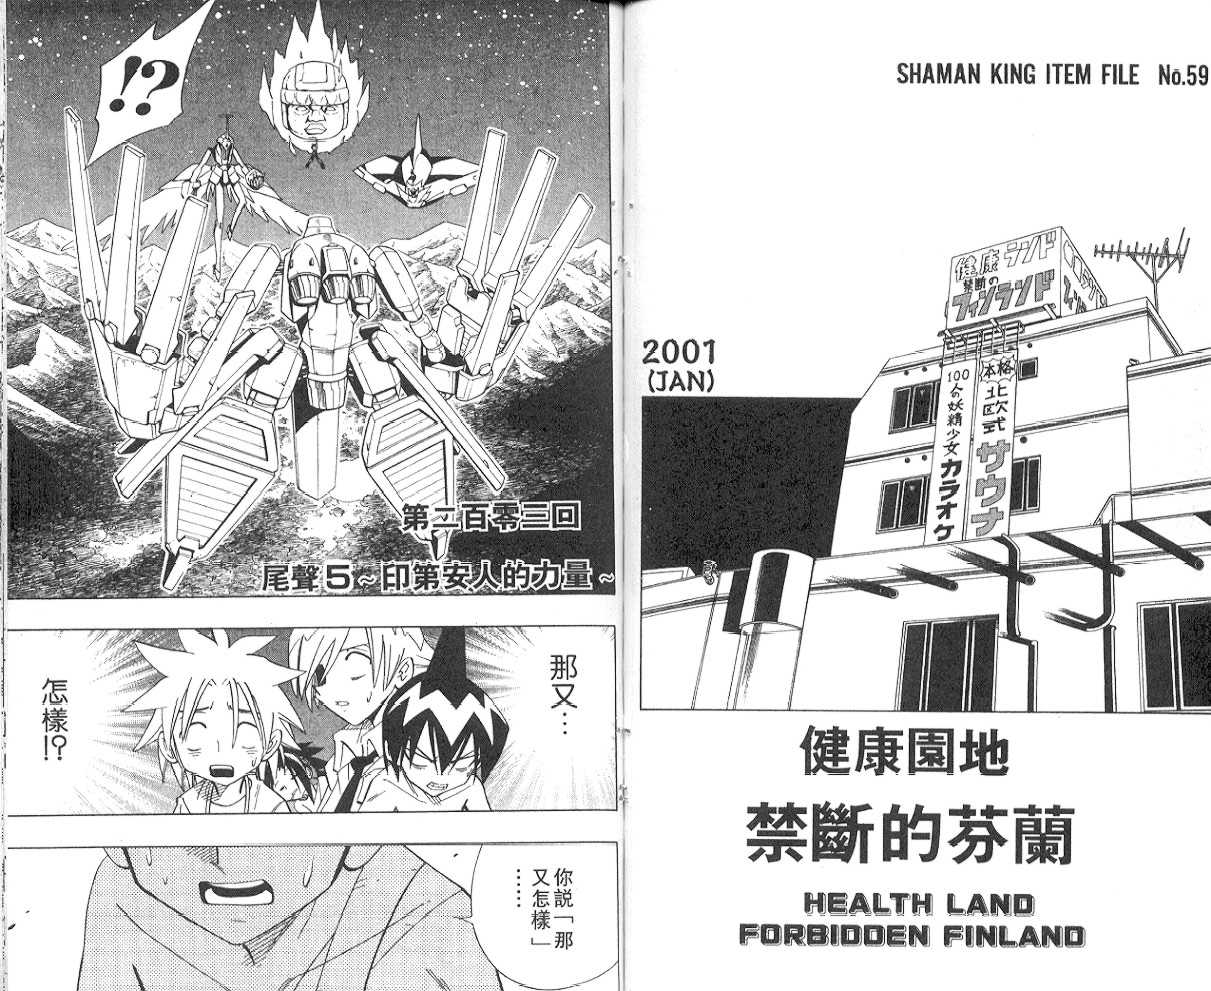 SHAMAN KING ITEM FILE No.59
2001
(JAN)
健康ランド
禁断の
フィンランド
本格
北欧式サウナ
100人の妖精少女カラオケ
健康園地
禁斷的芬蘭
HEALTH LAND
FORBIDDEN FINLAND
!?
第二百零三回
尾聲5~印第安人的力量~
那又…
怎樣!?
你說「那
又怎樣」
……